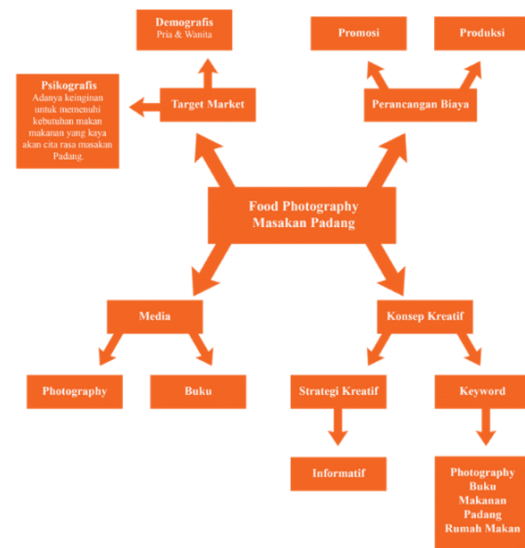 Demografis
Pria & Wanita
Promosi
Produksi
Psikografis
Adanya keinginan
untuk memenuhi
kebutuhan makan
makanan yang kaya
akan cita rasa masakan
Padang.
Target Market
Perancangan Biaya
Food Photography
Masakan Padang
Media
Konsep Kreatif
Photography
Buku
Strategi Kreatif
Keyword
Informatif
Photography
Buku
Makanan
Padang
Rumah Makan